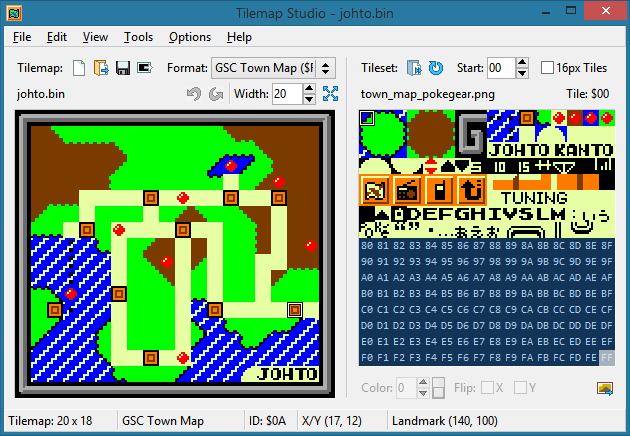 Tilemap Studio - johto.bin
File Edit View Tools Options Help
Tilemap: Format: GSC Town Map ($F
johto.bin Width: 20
Tileset: Start: 00 16px Tiles
town_map_pokegear.png Tile: $00
JOHTO
JOHTO KANTO
10 15
TUNING
DEFGHIVSLM
80 81 82 83 84 85 86 87 88 89 8A 8B 8C 8D 8E 8F
90 91 92 93 94 95 96 97 98 99 9A 9B 9C 9D 9E 9F
A0 A1 A2 A3 A4 A5 A6 A7 A8 A9 AA AB AC AD AE AF
B0 B1 B2 B3 B4 B5 B6 B7 B8 B9 BA BB BC BD BE BF
C0 C1 C2 C3 C4 C5 C6 C7 C8 C9 CA CB CC CD CE CF
D0 D1 D2 D3 D4 D5 D6 D7 D8 D9 DA DB DC DD DE DF
E0 E1 E2 E3 E4 E5 E6 E7 E8 E9 EA EB EC ED EE EF
F0 F1 F2 F3 F4 F5 F6 F7 F8 F9 FA FB FC FD FE FF
Color: 0 Flip: X Y
Tilemap: 20 x 18 GSC Town Map ID: $0A X/Y (17, 12) Landmark (140, 100)